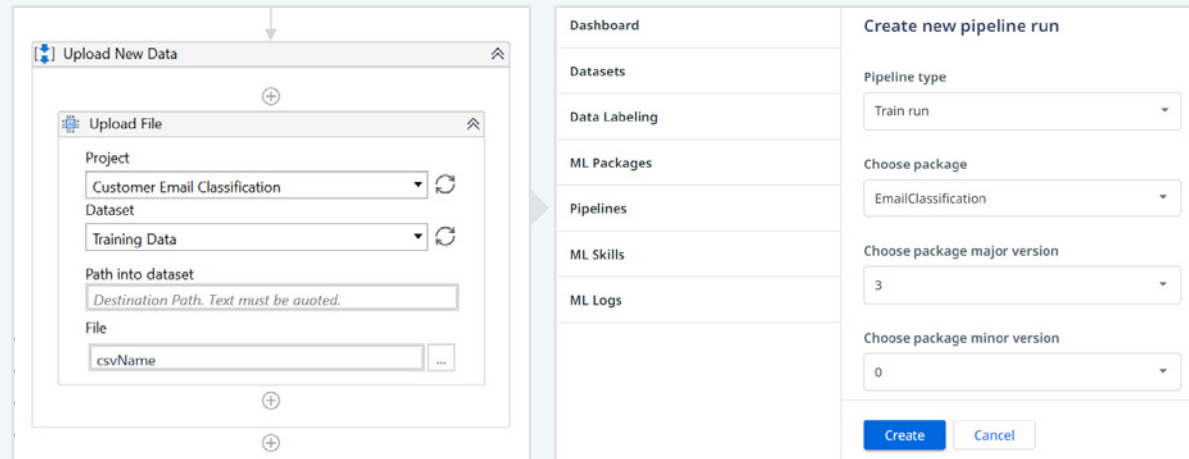 Upload New Data
Upload File
Project
Customer Email Classification
Dataset
Training Data
Path into dataset
Destination Path. Text must be quoted.
File
csvName
...
Dashboard
Datasets
Data Labeling
ML Packages
Pipelines
ML Skills
ML Logs
Create new pipeline run
Pipeline type
Train run
Choose package
EmailClassification
Choose package major version
3
Choose package minor version
0
Create
Cancel